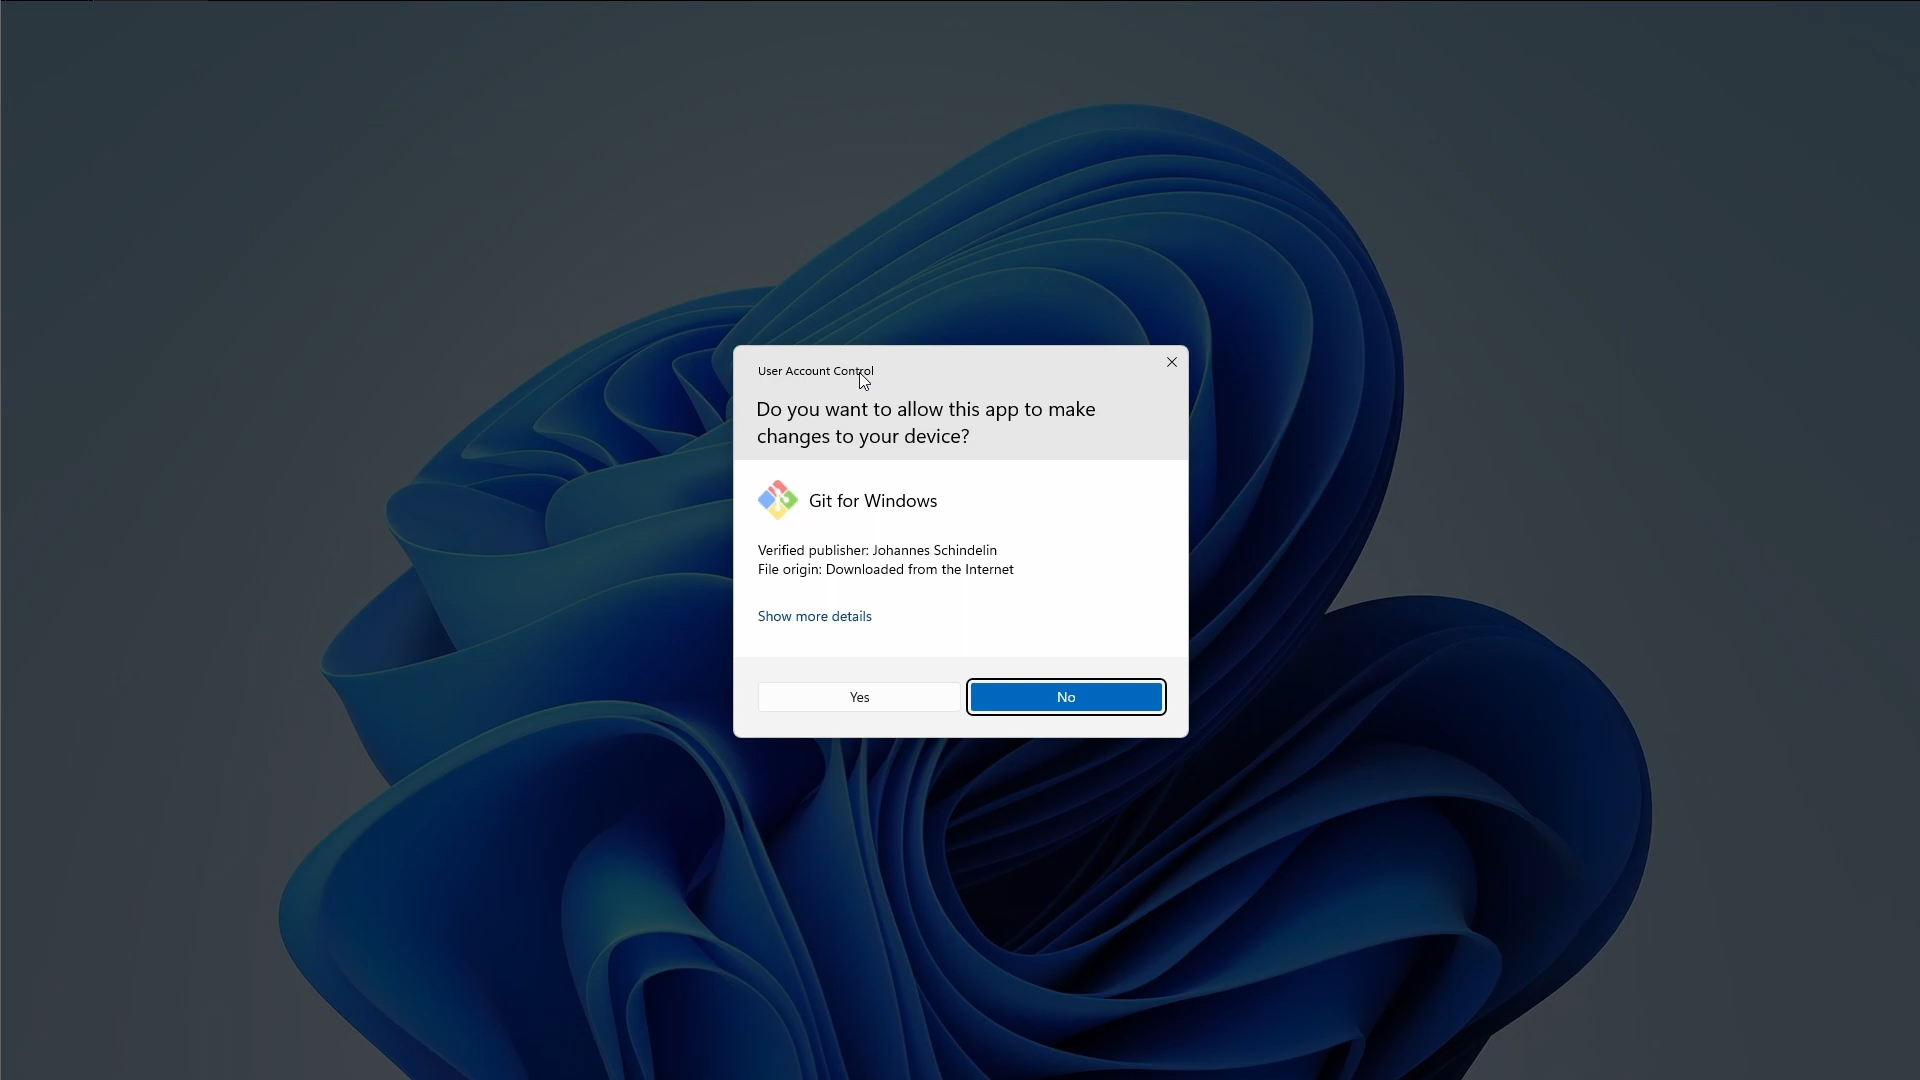 User Account Control
Do you want to allow this app to make
changes to your device?
Git for Windows
Verified publisher: Johannes Schindelin
File origin: Downloaded from the Internet
Show more details
Yes
No